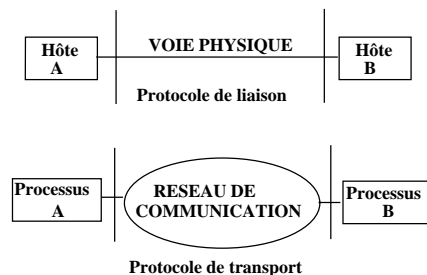 Hôte
A
VOIE PHYSIQUE
Hôte
B
Protocole de liaison
Processus
A
RESEAU DE
COMMUNICATION
Processus
B
Protocole de transport